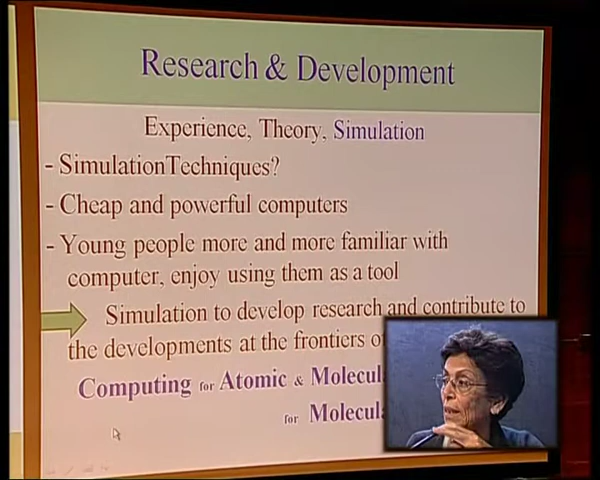 Research & Development
Experience, Theory, Simulation
- SimulationTechniques?
- Cheap and powerful computers
- Young people more and more familiar with
computer, enjoy using them as a tool
Simulation to develop research and contribute to
the developments at the frontiers
Computing for Atomic &
for